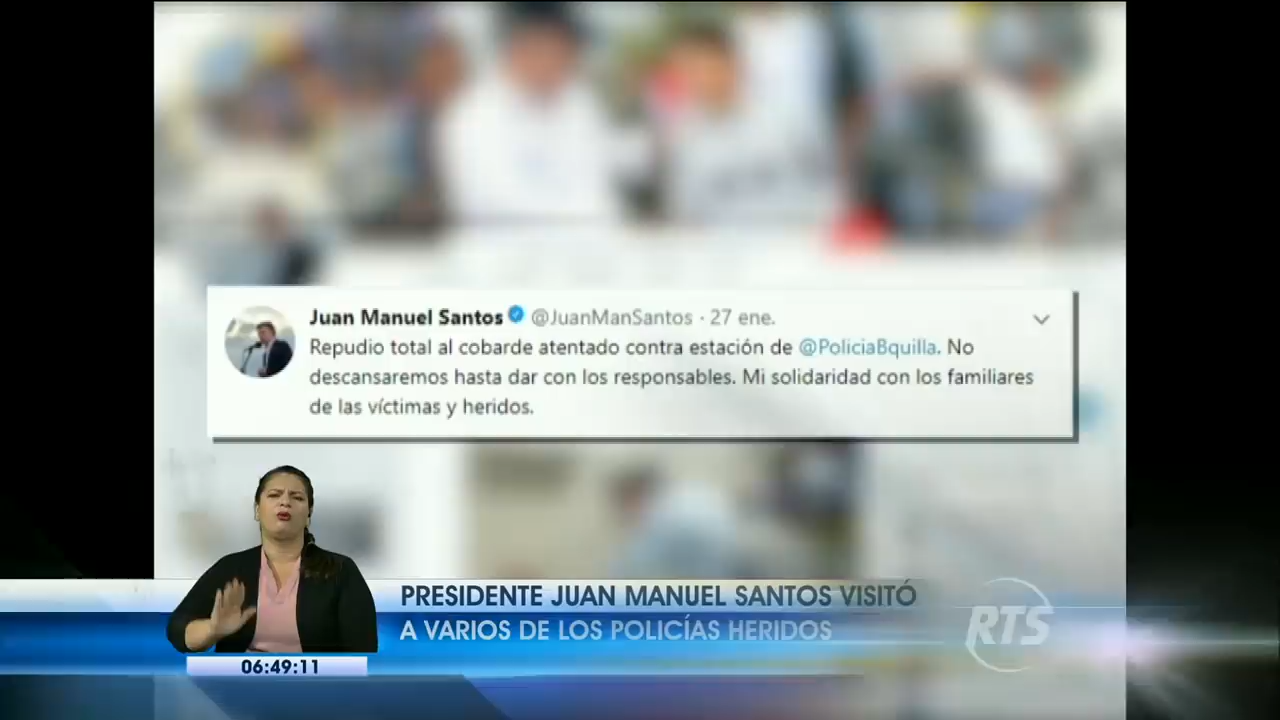 Juan Manuel Santos @JuanManSantos · 27 ene.
Repudio total al cobarde atentado contra estación de @PoliciaBquilla. No
descansaremos hasta dar con los responsables. Mi solidaridad con los familiares
de las víctimas y heridos.
PRESIDENTE JUAN MANUEL SANTOS VISITÓ
A VARIOS DE LOS POLICÍAS HERIDOS
RTS
06:49:11